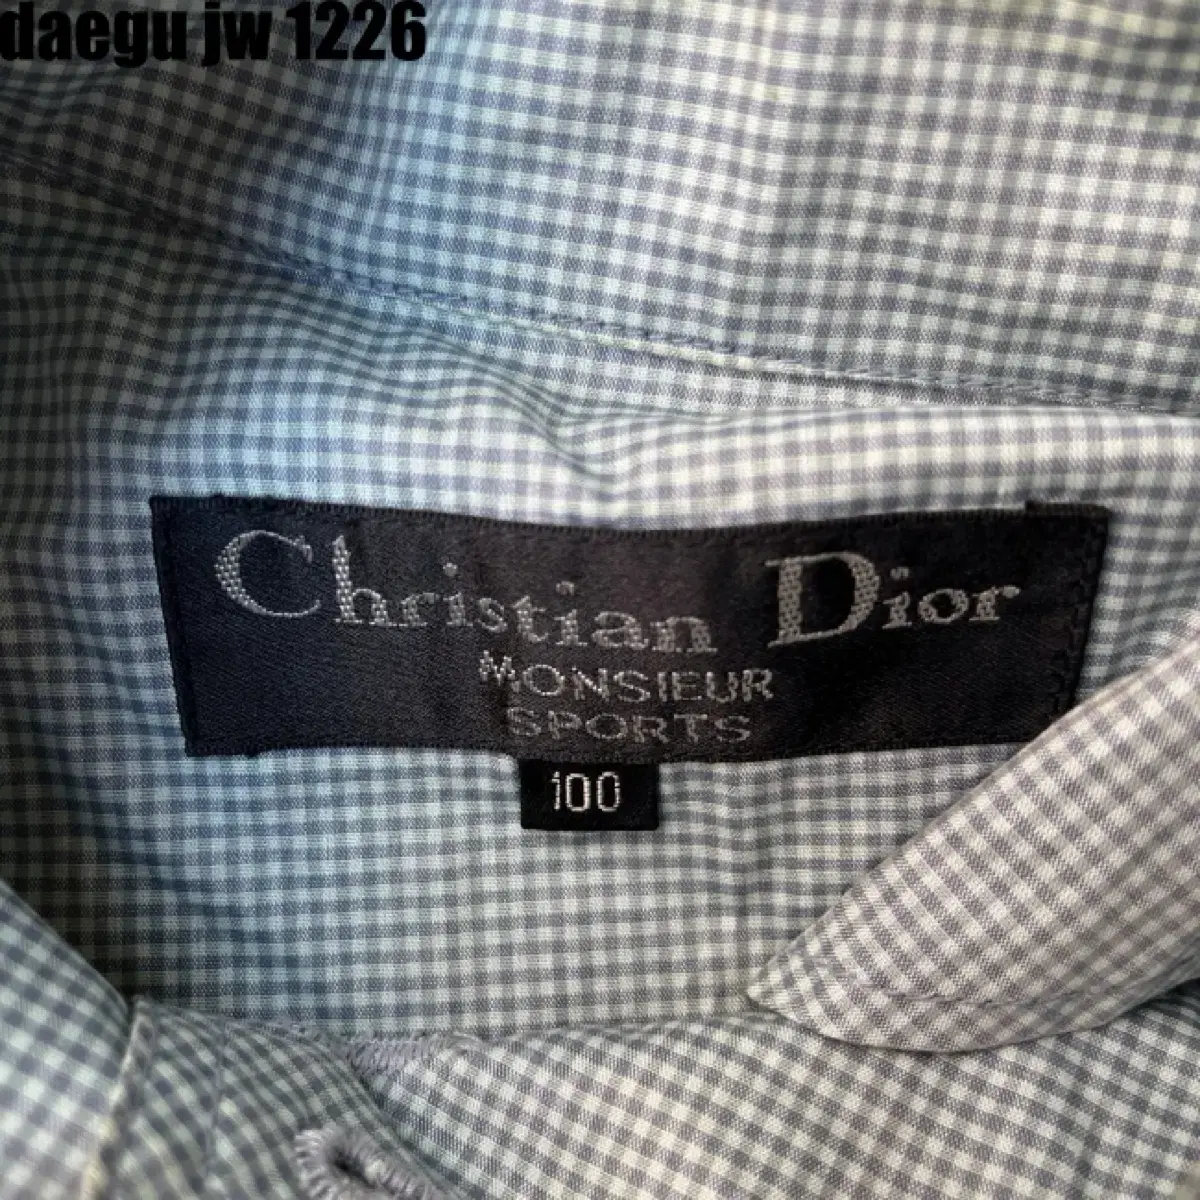 daegu jw 1226
Christian Dior
MONSIEUR
SPORTS
100